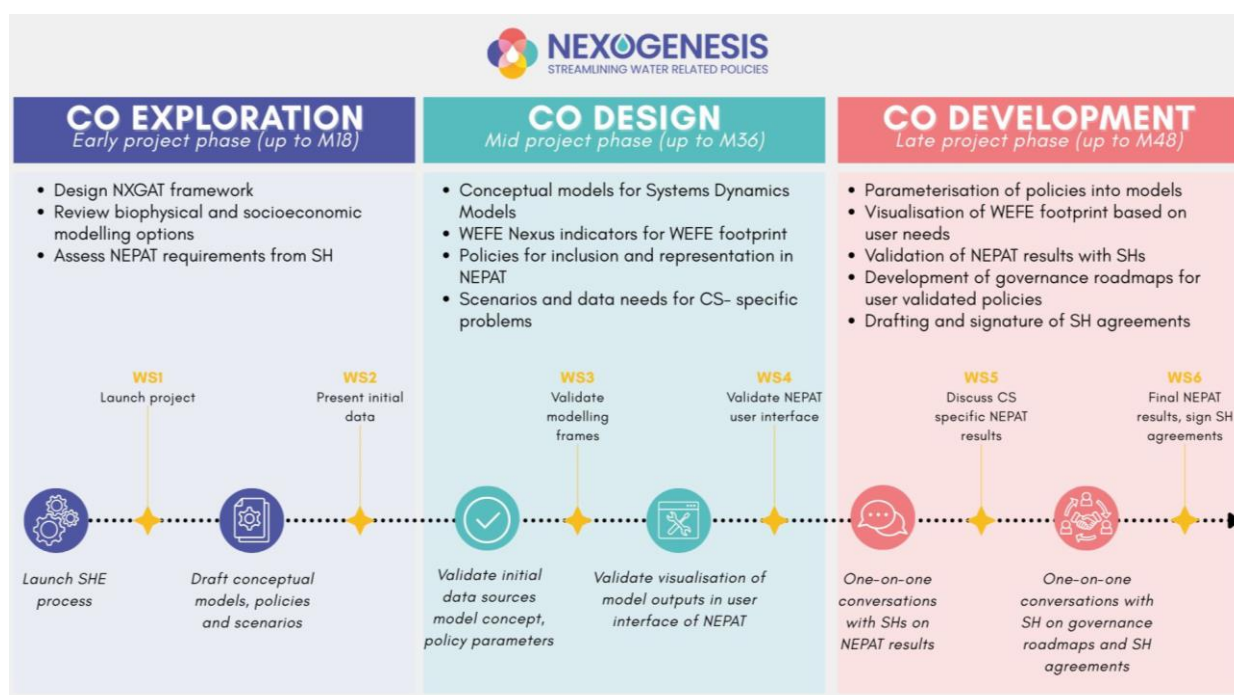 NEXOGENESIS
STREAMLINING WATER RELATED POLICIES
CO EXPLORATION
Early project phase (up to M18)
• Design NXGAT framework
• Review biophysical and socioeconomic
modelling options
• Assess NEPAT requirements from SH
WS1
Launch project
WS2
Present initial
data
Launch SHE
process
Draft conceptual
models, policies
and scenarios
CO DESIGN
Mid project phase (up to M36)
• Conceptual models for Systems Dynamics
Models
• WEFE Nexus indicators for WEFE footprint
• Policies for inclusion and representation in
NEPAT
• Scenarios and data needs for CS- specific
problems
WS3
Validate
modelling
frames
WS4
Validate NEPAT
user interface
Validate initial
data sources
model concept,
policy parameters
Validate visualisation of
model outputs in user
interface of NEPAT
CO DEVELOPMENT
Late project phase (up to M48)
• Parameterisation of policies into models
• Visualisation of WEFE footprint based on
user needs
• Validation of NEPAT results with SHs
• Development of governance roadmaps for
user validated policies
• Drafting and signature of SH agreements
WS5
Discuss CS
specific NEPAT
results
WS6
Final NEPAT
results, sign SH
agreements
One-on-one
conversations
with SHs on
NEPAT results
One-on-one
conversations with
SH on governance
roadmaps and SH
agreements